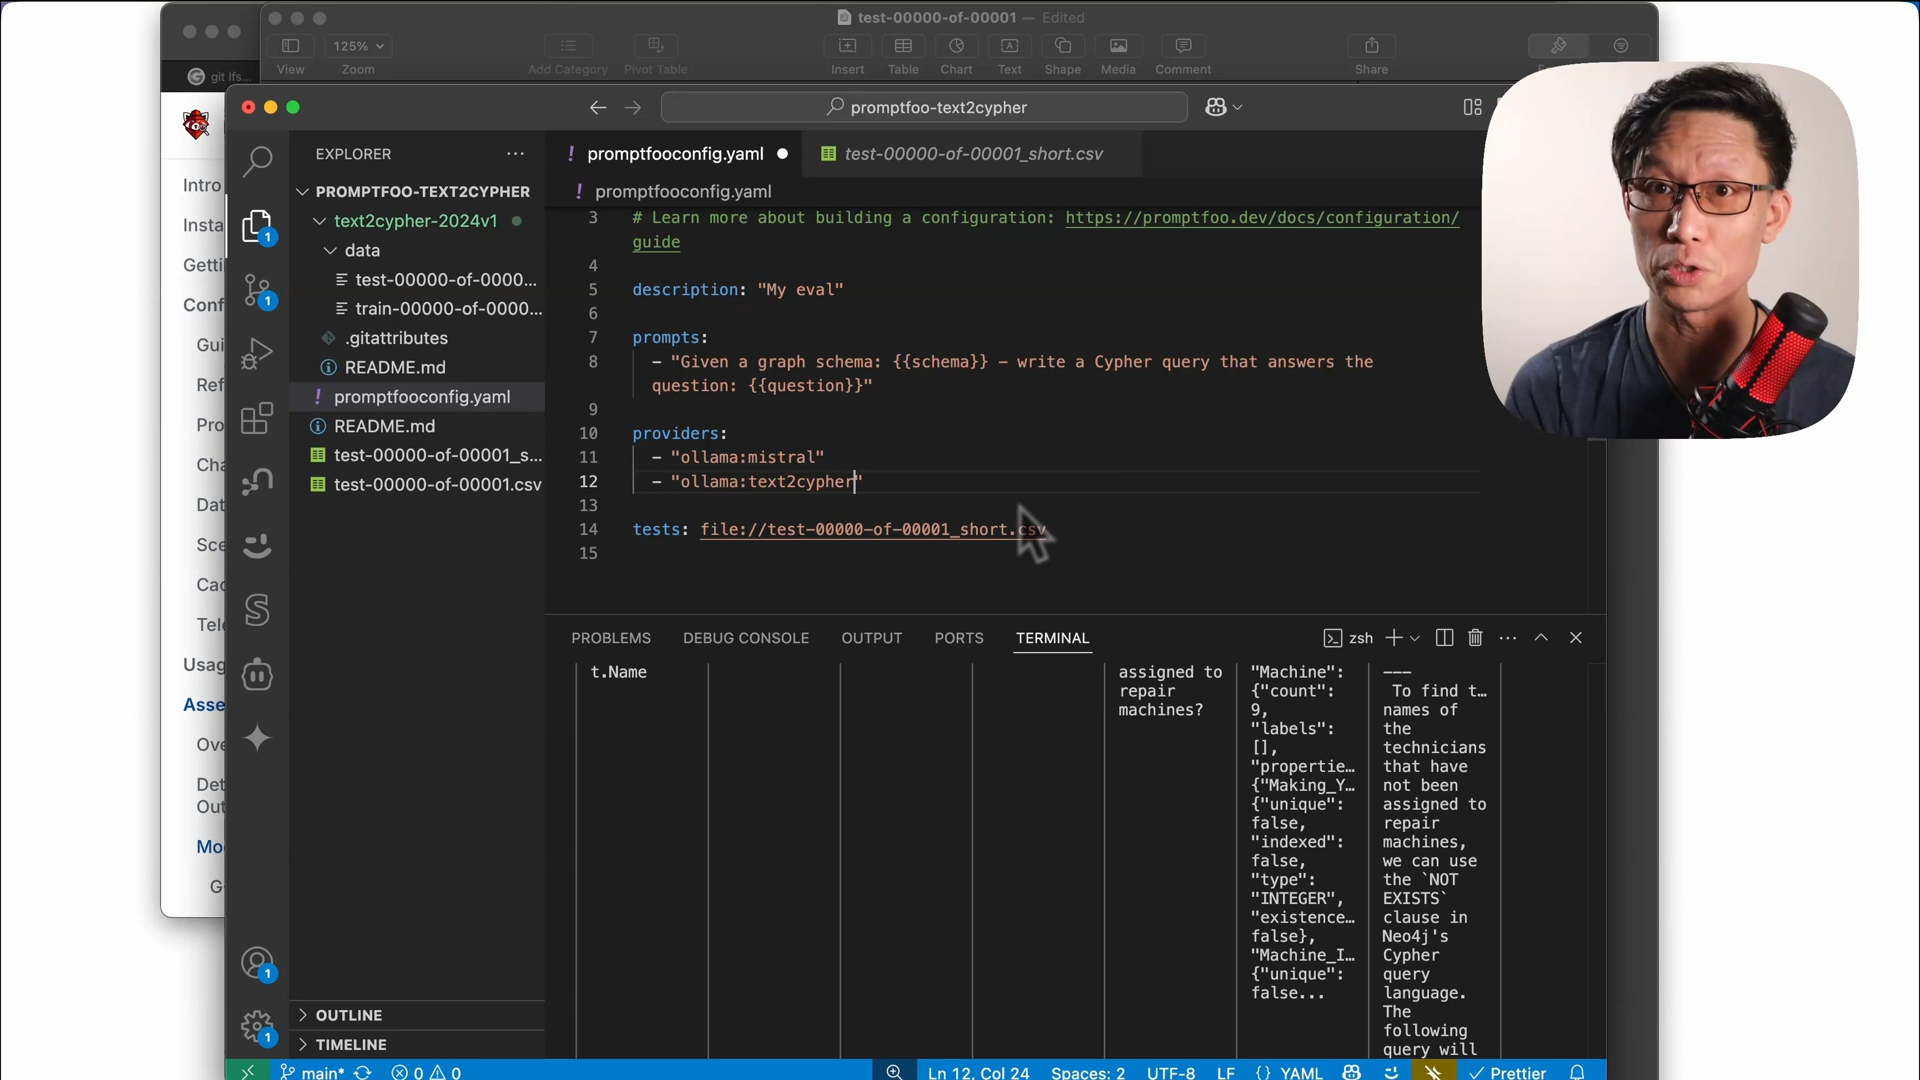 test-00000-of-00001 — Edited
125%
View
Zoom
Add Category
Pivot Table
Insert
Table
Chart
Text
Shape
Media
Comment
Share
git lfs...
promptfoo-text2cypher
Intro
Insta
Getti
Conf
Gui
Ref
Pro
Cha
Dat
Sce
Cac
Tele
Usag
Asse
Ove
Det
Out
Mo
G
EXPLORER
PROMPTFOO-TEXT2CYPHER
text2cypher-2024v1
data
test-00000-of-0000...
train-00000-of-0000...
.gitattributes
README.md
promptfooconfig.yaml
README.md
test-00000-of-00001_s...
test-00000-of-00001.csv
OUTLINE
TIMELINE
promptfooconfig.yaml
test-00000-of-00001_short.csv
promptfooconfig.yaml
3 # Learn more about building a configuration: https://promptfoo.dev/docs/configuration/
guide
4
5 description: "My eval"
6
7 prompts:
8 - "Given a graph schema: {{schema}} - write a Cypher query that answers the
question: {{question}}"
9
10 providers:
11 - "ollama:mistral"
12 - "ollama:text2cypher"
13
14 tests: file://test-00000-of-00001_short.csv
15
PROBLEMS
DEBUG CONSOLE
OUTPUT
PORTS
TERMINAL
zsh
t.Name
assigned to
repair
machines?
"Machine":
{"count":
9,
"labels":
[],
"propertie…
{"Making_Y…
{"unique":
false,
"indexed":
false,
"type":
"INTEGER",
"existence…
false},
"Machine_I…
{"unique":
false...
———
To find t…
names of
the
technicians
that have
not been
assigned to
repair
machines,
we can use
the `NOT
EXISTS`
clause in
Neo4j's
Cypher
query
language.
The
following
query will
1
1
1
1
main*
0
0
Ln 12, Col 24
Spaces: 2
UTF-8
LF
{} YAML
Prettier